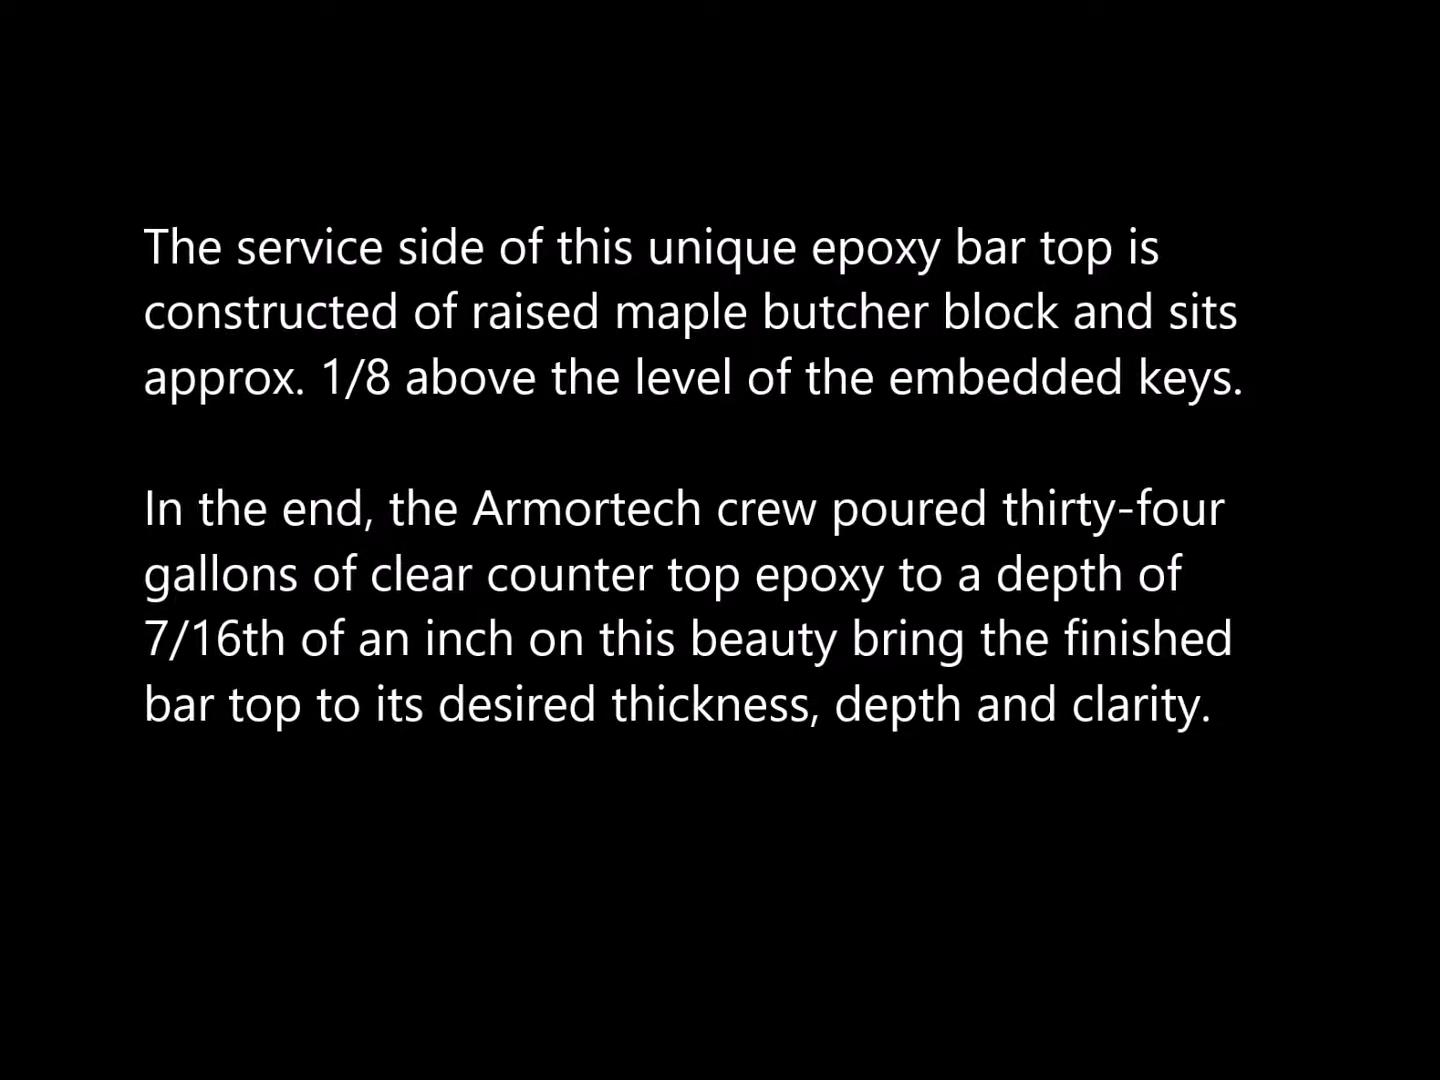 The service side of this unique epoxy bar top is
constructed of raised maple butcher block and sits
approx. 1/8 above the level of the embedded keys.
In the end, the Armortech crew poured thirty-four
gallons of clear counter top epoxy to a depth of
7/16th of an inch on this beauty bring the finished
bar top to its desired thickness, depth and clarity.